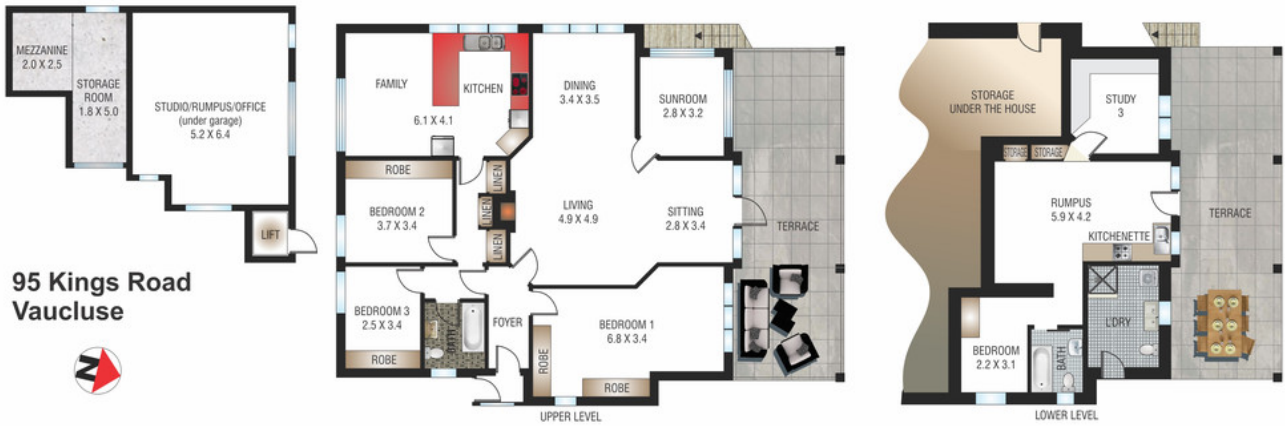 MEZZANINE
2.0 X 2.5
STORAGE
ROOM
1.8 X 5.0
STUDIO/RUMPUS/OFFICE
(under garage)
5.2 X 6.4
LIFT
95 Kings Road
Vaucluse
N
FAMILY
KITCHEN
6.1 X 4.1
DINING
3.4 X 3.5
SUNROOM
2.8 X 3.2
ROBE
LINEN
BEDROOM 2
3.7 X 3.4
LINEN
LINEN
LIVING
4.9 X 4.9
SITTING
2.8 X 3.4
TERRACE
BEDROOM 3
2.5 X 3.4
ROBE
BATH
FOYER
BEDROOM 1
6.8 X 3.4
ROBE
ROBE
UPPER LEVEL
STORAGE
UNDER THE HOUSE
STUDY
3
STORAGE
STORAGE
RUMPUS
5.9 X 4.2
KITCHENETTE
TERRACE
L'DRY
BEDROOM
2.2 X 3.1
BATH
LOWER LEVEL